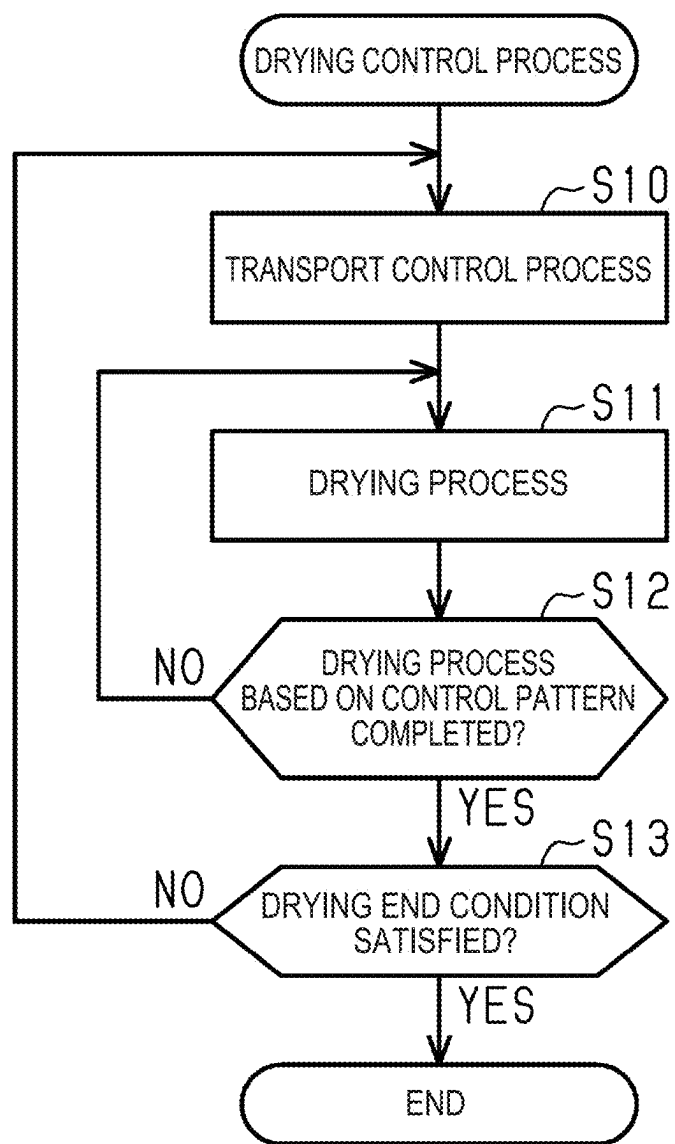 DRYING CONTROL PROCESS
S10
TRANSPORT CONTROL PROCESS
S11
DRYING PROCESS
S12
DRYING PROCESS
BASED ON CONTROL PATTERN
COMPLETED?
NO
YES
S13
DRYING END CONDITION
SATISFIED?
NO
YES
END